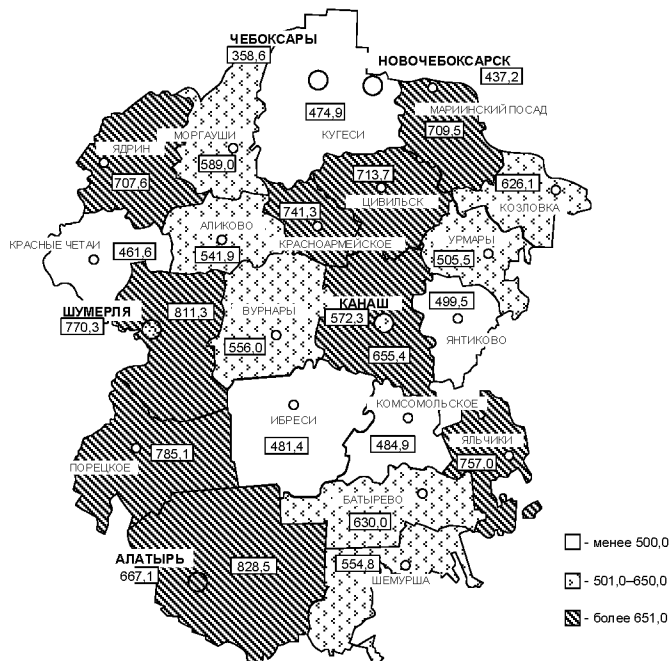 ЧЕБОКСАРЫ
358,6
НОВОЧЕБОКСАРСК
437,2
474,9
КУГЕСИ
МАРИИНСКИЙ ПОСАД
709,5
МОРГАУШИ
589,0
ЯДРИН
707,6
713,7
ЦИВИЛЬСК
626,1
КОЗЛОВКА
741,3
КРАСНОАРМЕЙСКОЕ
АЛИКОВО
541,9
УРМАРЫ
505,5
КРАСНЫЕ ЧЕТАИ
461,6
ШУМЕРЛЯ
770,3
811,3
ВУРНАРЫ
556,0
КАНАШ
572,3
655,4
499,5
ЯНТИКОВО
ИБРЕСИ
481,4
КОМСОМОЛЬСКОЕ
484,9
ЯЛЬЧИКИ
757,0
ПОРЕЦКОЕ
785,1
БАТЫРЕВО
630,0
АЛАТЫРЬ
667,1
828,5
554,8
ШЕМУРША
- менее 500,0
- 501,0–650,0
- более 651,0